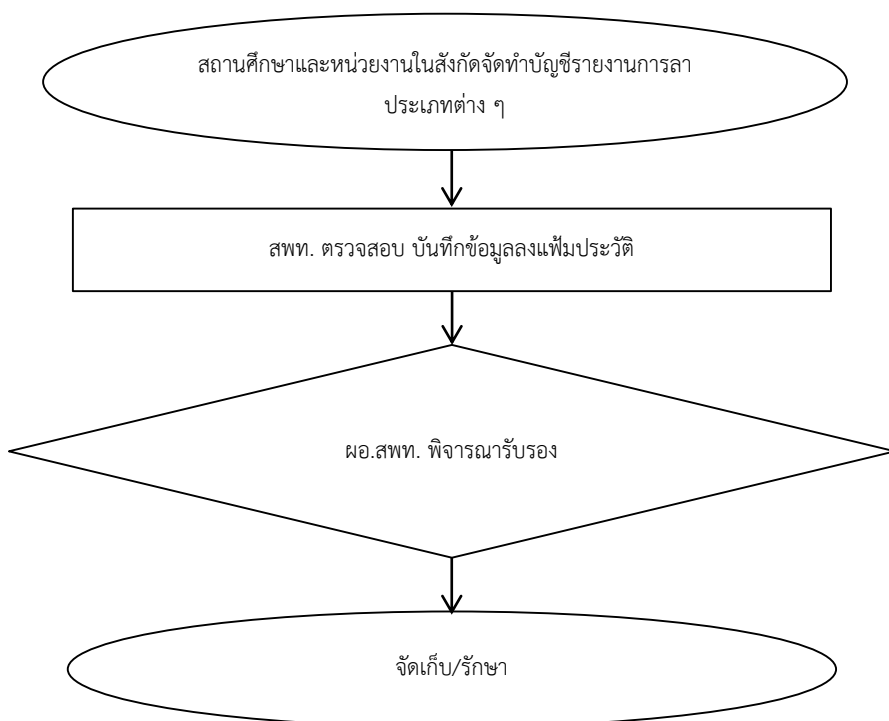 สถานศึกษาและหน่วยงานในสังกัดจัดทำบัญชีรายงานการลา
ประเภทต่าง ๆ
สพท. ตรวจสอบ บันทึกข้อมูลลงแฟ้มประวัติ
ผอ.สพท. พิจารณารับรอง
จัดเก็บ/รักษา